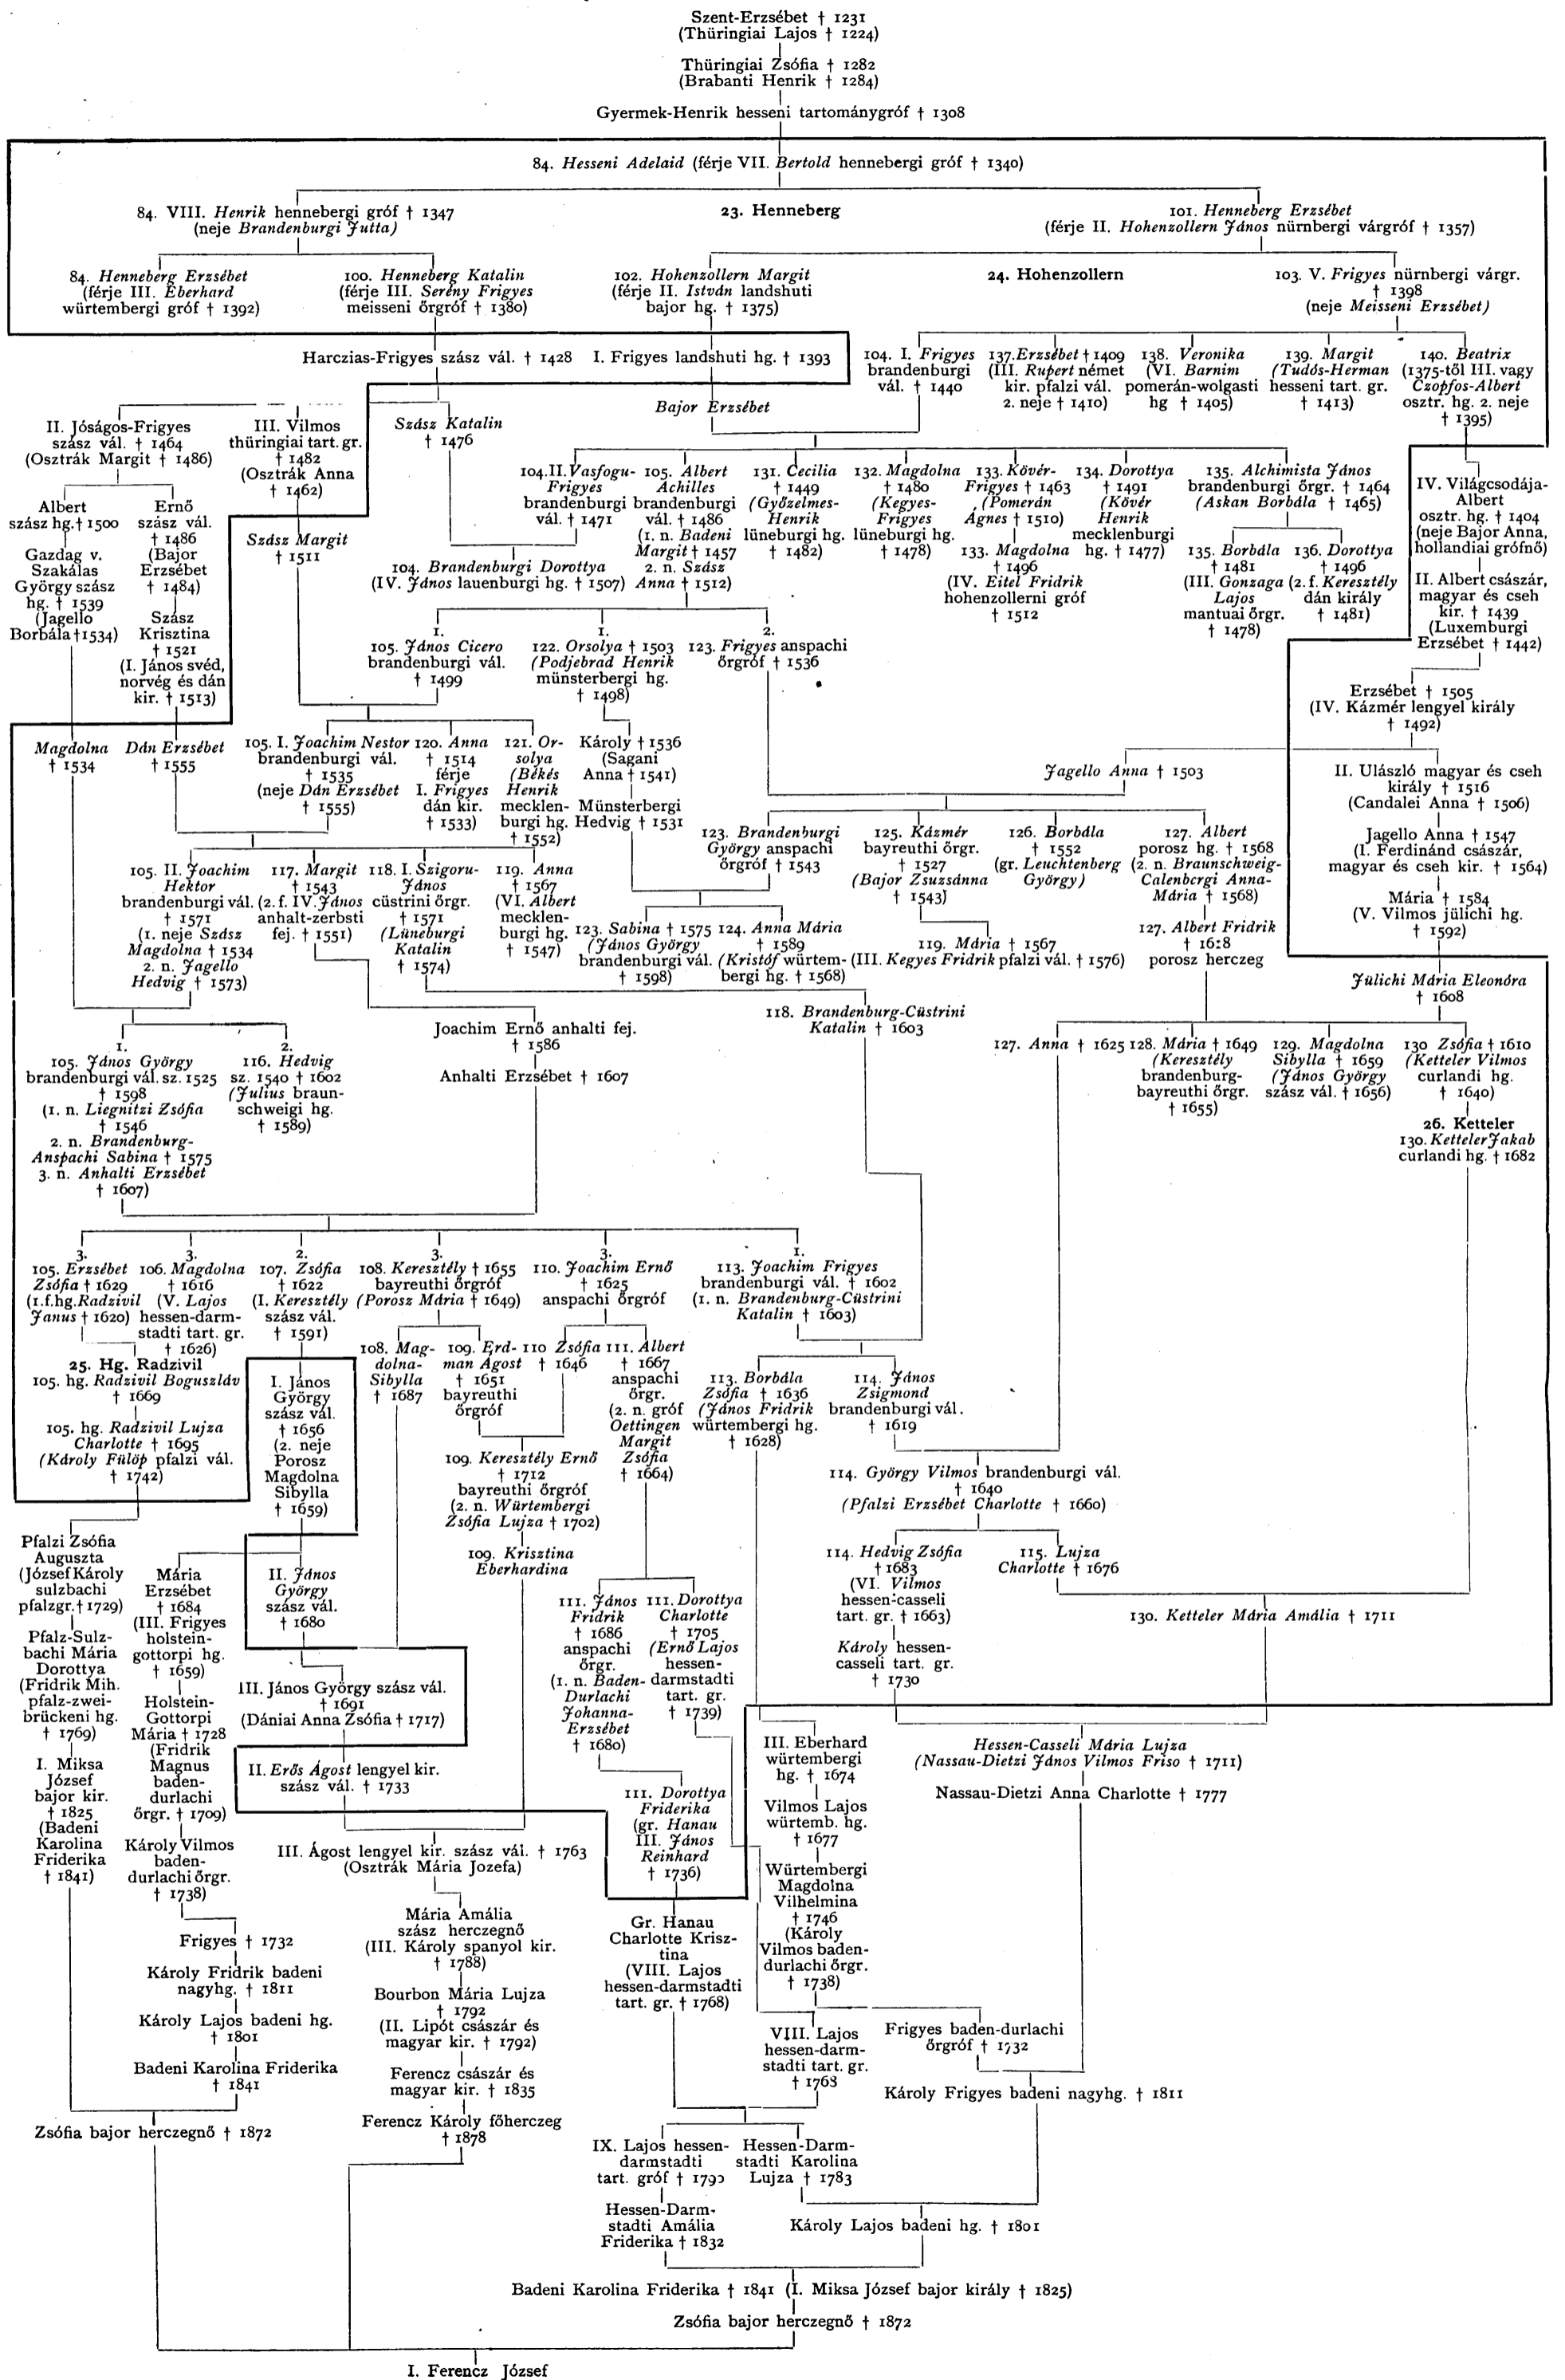 Szent-Erzsébet † 1231
(Thüringiai Lajos † 1224)
Thüringiai Zsófia † 1282
(Brabanti Henrik † 1284)
Gyermek-Henrik hesseni tartománygróf † 1308
84. Hesseni Adelaid (férje VII. Bertold hennebergi gróf † 1340)
84. VIII. Henrik hennebergi gróf † 1347
(neje Brandenburgi Jutta)
23. Henneberg
101. Henneberg Erzsébet
(férje II. Hohenzollern János nürnbergi várgróf † 1357)
84. Henneberg Erzsébet
(férje III. Eberhard
würtembergi gróf † 1392)
100. Henneberg Katalin
(férje III. Serény Frigyes
meisseni őrgróf † 1380)
102. Hohenzollern Margit
(férje II. István landshuti
bajor hg. † 1375)
24. Hohenzollern
103. V. Frigyes nürnbergi várgr.
† 1398
(neje Meisseni Erzsébet)
Harczias-Frigyes szász vál. † 1428
I. Frigyes landshuti hg. † 1393
104. I. Frigyes
brandenburgi
vál. † 1440
137. Erzsébet † 1409
(III. Rupert német
kir. pfalzi vál.
2. neje † 1410)
138. Veronika
(VI. Barnim
pomerán-wolgasti
hg † 1405)
139. Margit
(Tudós-Herman
hesseni tart. gr.
† 1413)
140. Beatrix
(1375-től III. vagy
Czopfos-Albert
osztr. hg. 2. neje
† 1395)
II. Jóságos-Frigyes
szász vál. † 1464
(Osztrák Margit † 1486)
III. Vilmos
thüringiai tart. gr.
† 1482
(Osztrák Anna
† 1462)
Szász Katalin
† 1476
Bajor Erzsébet
Albert
szász hg. † 1500
Gazdag v.
Szakálas
György szász
hg. † 1539
(Jagello
Borbála † 1534)
Ernő
szász vál.
† 1486
(Bajor
Erzsébet
† 1484)
Szász
Krisztina
† 1521
(I. János svéd,
norvég és dán
kir. † 1513)
Szász Margit
† 1511
104. II. Vasfogu-
Frigyes
brandenburgi
vál. † 1471
105. Albert
Achilles
brandenburgi
vál. † 1486
(1. n. Badeni
Margit † 1457
2. n. Szász
Anna † 1512)
131. Cecilia
† 1449
(Győzelmes-
Henrik
lüneburgi hg.
† 1482)
132. Magdolna
† 1480
(Kegyes-
Frigyes
lüneburgi hg.
† 1478)
133. Kövér-
Frigyes † 1463
(Pomerán
Ágnes † 1510)
133. Magdolna
† 1496
(IV. Eitel Fridrik
hohenzollerni gróf
† 1512
134. Dorottya
† 1491
(Kövér
Henrik
mecklenburgi
hg. † 1477)
135. Alchimista János
brandenburgi őrgr. † 1464
(Askan Borbála † 1465)
135. Borbála
† 1481
(III. Gonzaga
Lajos
mantuai őrgr.
† 1478)
136. Dorottya
† 1496
(2. f. Keresztély
dán király
† 1481)
IV. Világcsodája-
Albert
osztr. hg. † 1404
(neje Bajor Anna,
hollandiai grófnő)
II. Albert császár,
magyar és cseh
kir. † 1439
(Luxemburgi
Erzsébet † 1442)
104. Brandenburgi Dorottya
(IV. János lauenburgi hg. † 1507)
1.
105. János Cicero
brandenburgi vál.
† 1499
1.
122. Orsolya † 1503
(Podjebrad Henrik
münsterbergi hg.
† 1498)
2.
123. Frigyes anspachi
őrgróf † 1536
Erzsébet † 1505
(IV. Kázmér lengyel király
† 1492)
Magdolna
† 1534
Dán Erzsébet
† 1555
105. I. Joachim Nestor
brandenburgi vál.
† 1535
(neje Dán Erzsébet
† 1555)
120. Anna
† 1514
férje
I. Frigyes
dán kir.
† 1533)
121. Or-
solya
(Békés
Henrik
mecklen-
burgi hg.
† 1552)
Károly † 1536
(Sagani
Anna † 1541)
Münsterbergi
Hedvig † 1531
Jagello Anna † 1503
II. Ulászló magyar és cseh
király † 1516
(Candalei Anna † 1506)
Jagello Anna † 1547
(I. Ferdinánd császár,
magyar és cseh kir. † 1564)
Mária † 1584
(V. Vilmos jülichi hg.
† 1592)
123. Brandenburgi
György anspachi
őrgróf † 1543
125. Kázmér
bayreuthi őrgr.
† 1527
(Bajor Zsuzsánna
† 1543)
126. Borbála
† 1552
(gr. Leuchtenberg
György)
127. Albert
porosz hg. † 1568
(2. n. Braunschweig-
Calenbergi Anna-
Mária † 1568)
127. Albert Fridrik
† 1618
porosz herczeg
105. II. Joachim
Hektor
brandenburgi vál.
† 1571
(1. neje Szász
Magdolna † 1534
2. n. Jagello
Hedvig † 1573)
117. Margit
† 1543
(2. f. IV. János
anhalt-zerbsti
fej. † 1551)
118. I. Szigoru-
János
cüstrini őrgr.
† 1571
(Lüneburgi
Katalin
† 1574)
119. Anna
† 1567
(VI. Albert
mecklen-
burgi hg.
† 1547)
123. Sabina † 1575
(János György
brandenburgi vál.
† 1598)
124. Anna Mária
† 1589
(Kristóf würtem-
bergi hg. † 1568)
119. Mária † 1567
(III. Kegyes Fridrik pfalzi vál. † 1576)
Jülichi Mária Eleonóra
† 1608
Joachim Ernő anhalti fej.
† 1586
Anhalti Erzsébet † 1607
118. Brandenburg-Cüstrini
Katalin † 1603
127. Anna † 1625
128. Mária † 1649
(Keresztély
brandenburg-
bayreuthi őrgr.
† 1655)
129. Magdolna
Sibylla † 1659
(János György
szász vál. † 1656)
130 Zsófia † 1610
(Ketteler Vilmos
curlandi hg.
† 1640)
26. Ketteler
130. Ketteler Jakab
curlandi hg. † 1682
1.
105. János György
brandenburgi vál. sz. 1525
† 1598
(1. n. Liegnitzi Zsófia
† 1546
2. n. Brandenburg-
Anspachi Sabina † 1575
3. n. Anhalti Erzsébet
† 1607)
2.
116. Hedvig
sz. 1540 † 1602
(Julius braun-
schweigi hg.
† 1589)
3.
105. Erzsébet
Zsófia † 1629
(1. f. hg. Radzivil
Janus † 1620)
3.
106. Magdolna
† 1616
(V. Lajos
hessen-darm-
stadti tart. gr.
† 1626)
2.
107. Zsófia
† 1622
(I. Keresztély
szász vál.
† 1591)
3.
108. Keresztély † 1655
bayreuthi őrgróf
(Porosz Mária † 1649)
3.
110. Joachim Ernő
† 1625
anspachi őrgróf
1.
113. Joachim Frigyes
brandenburgi vál. † 1602
(1. n. Brandenburg-Cüstrini
Katalin † 1603)
25. Hg. Radzivil
105. hg. Radzivil Boguszláv
† 1669
105. hg. Radzivil Lujza
Charlotte † 1695
(Károly Fülöp pfalzi vál.
† 1742)
I. János
György
szász vál.
† 1656
(2. neje
Porosz
Magdolna
Sibylla
† 1659)
108. Mag-
dolna-
Sibylla
† 1687
109. Erd-
man Ágost
† 1651
bayreuthi
őrgróf
110 Zsófia
† 1646
111. Albert
† 1667
anspachi
őrgr.
(2. n. gróf
Oettingen
Margit
Zsófia
† 1664)
113. Borbála
Zsófia † 1636
(János Fridrik
würtembergi hg.
† 1628)
114. János
Zsigmond
brandenburgi vál.
† 1619
109. Keresztély Ernő
† 1712
bayreuthi őrgróf
(2. n. Würtembergi
Zsófia Lujza † 1702)
109. Krisztina
Eberhardina
114. György Vilmos brandenburgi vál.
† 1640
(Pfalzi Erzsébet Charlotte † 1660)
114. Hedvig Zsófia
† 1683
(VI. Vilmos
hessen-casseli
tart. gr. † 1663)
Károly hessen-
casseli tart. gr.
† 1730
115. Lujza
Charlotte † 1676
130. Ketteler Mária Amália † 1711
Pfalzi Zsófia
Auguszta
(József Károly
sulzbachi
pfalzgr. † 1729)
Pfalz-Sulz-
bachi Mária
Dorottya
(Fridrik Mih.
pfalz-zwei-
brückeni hg.
† 1769)
I. Miksa
József
bajor kir.
† 1825
(Badeni
Karolina
Friderika
† 1841)
Mária
Erzsébet
† 1684
(III. Frigyes
holstein-
gottorpi hg.
† 1659)
Holstein-
Gottorpi
Mária † 1728
(Fridrik
Magnus
baden-
durlachi
őrgr. † 1709)
Károly Vilmos
baden-
durlachi őrgr.
† 1738)
II. János
György
szász vál.
† 1680
III. János György szász vál.
† 1691
(Dániai Anna Zsófia † 1717)
II. Erős Ágost lengyel kir.
szász vál. † 1733
111. János
Fridrik
† 1686
anspachi
őrgr.
(1. n. Baden-
Durlachi
Johanna-
Erzsébet
† 1680)
111. Dorottya
Charlotte
† 1705
(Ernő Lajos
hessen-
darmstadti
tart. gr.
† 1739)
111. Dorottya
Friderika
(gr. Hanau
III. János
Reinhard
† 1736)
III. Eberhard
würtembergi
hg. † 1674
Vilmos Lajos
würtemb. hg.
† 1677
Würtembergi
Magdolna
Vilhelmina
† 1746
(Károly
Vilmos baden-
durlachi őrgr.
† 1738)
Hessen-Casseli Mária Lujza
(Nassau-Dietzi János Vilmos Friso † 1711)
Nassau-Dietzi Anna Charlotte † 1777
III. Ágost lengyel kir. szász vál. † 1763
(Osztrák Mária Jozefa)
Mária Amália
szász herczegnő
(III. Károly spanyol kir.
† 1788)
Bourbon Mária Lujza
† 1792
(II. Lipót császár és
magyar kir. † 1792)
Ferencz császár és
magyar kir. † 1835
Ferencz Károly főherczeg
† 1878
Frigyes † 1732
Károly Fridrik badeni
nagyhg. † 1811
Károly Lajos badeni hg.
† 1801
Badeni Karolina Friderika
† 1841
Zsófia bajor herczegnő † 1872
Gr. Hanau
Charlotte Krisz-
tina
(VIII. Lajos
hessen-darmstadti
tart. gr. † 1768)
VIII. Lajos
hessen-darm-
stadti tart. gr.
† 1768
Frigyes baden-durlachi
őrgróf † 1732
Károly Frigyes badeni nagyhg. † 1811
IX. Lajos hessen-
darmstadti
tart. gróf † 1790
Hessen-Darm-
stadti Karolina
Lujza † 1783
Hessen-Darm-
stadti Amália
Friderika † 1832
Károly Lajos badeni hg. † 1801
Badeni Karolina Friderika † 1841 (I. Miksa József bajor király † 1825)
Zsófia bajor herczegnő † 1872
I. Ferencz József